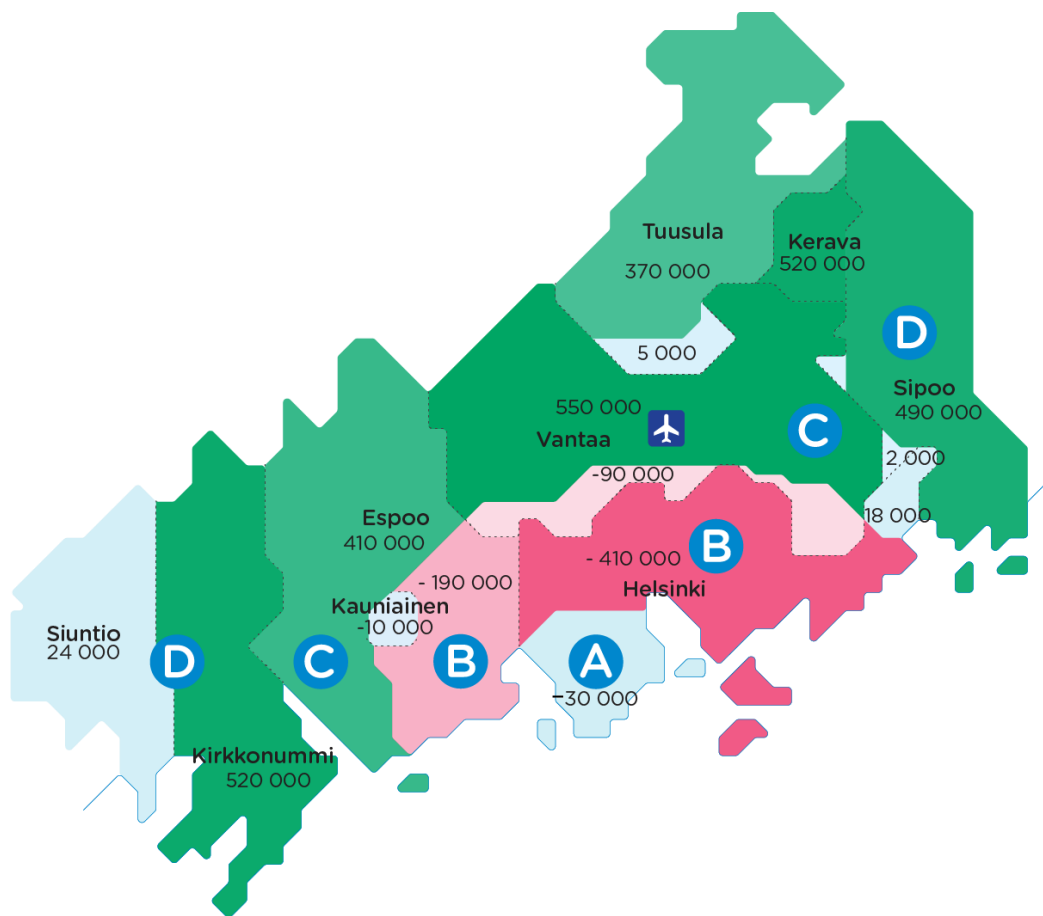 Tuusula
370 000
Kerava
520 000
D
5 000
Sipoo
490 000
550 000
Vantaa
C
2 000
-90 000
18 000
Espoo
410 000
- 410 000
B
Helsinki
- 190 000
Kauniainen
-10 000
Siuntio
24 000
D
C
B
A
-30 000
Kirkkonummi
520 000